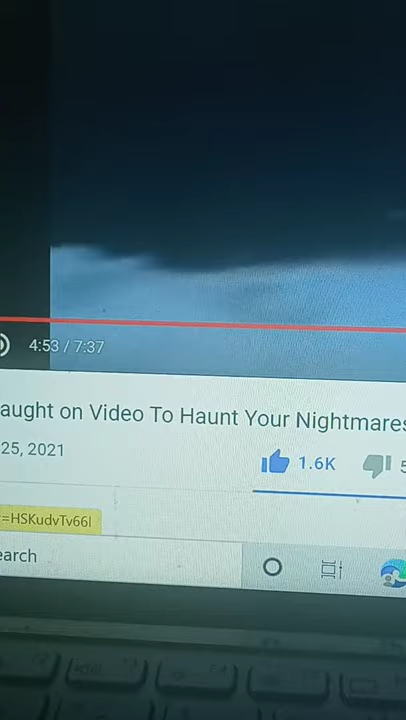 4:53 / 7:37
aught on Video To Haunt Your Nightmares
25, 2021
1.6K
=HSKudvTv66I
earch